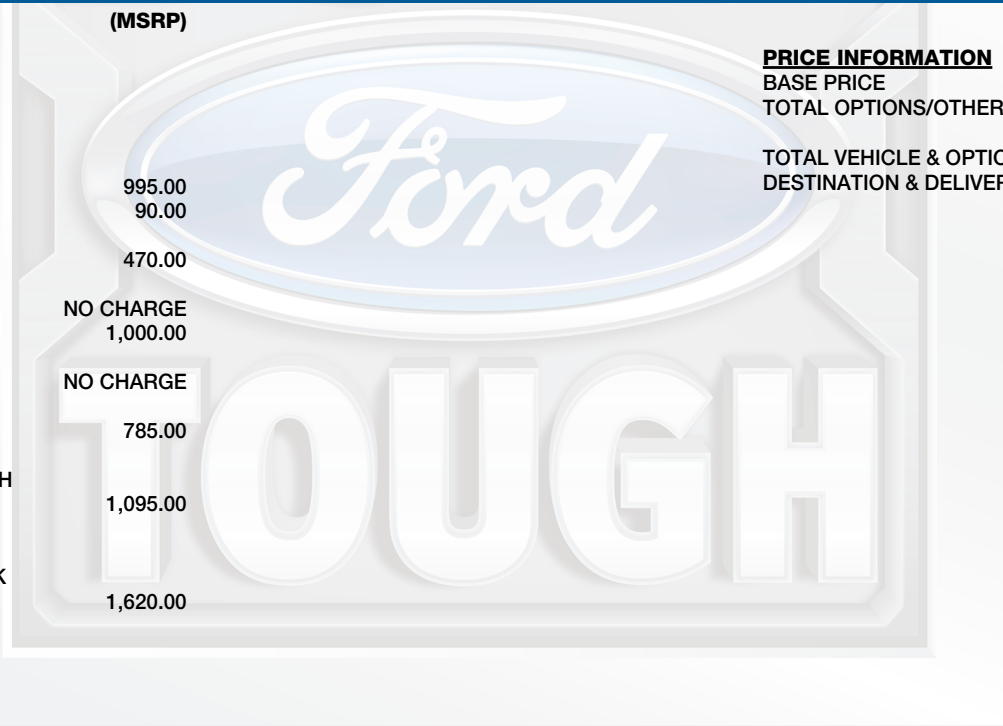 (MSRP)
995.00
90.00
470.00
NO CHARGE
1,000.00
NO CHARGE
785.00
H
1,095.00
K
1,620.00
PRICE INFORMATION
BASE PRICE
TOTAL OPTIONS/OTHER
TOTAL VEHICLE & OPTIO
DESTINATION & DELIVER
Ford
TOUGH